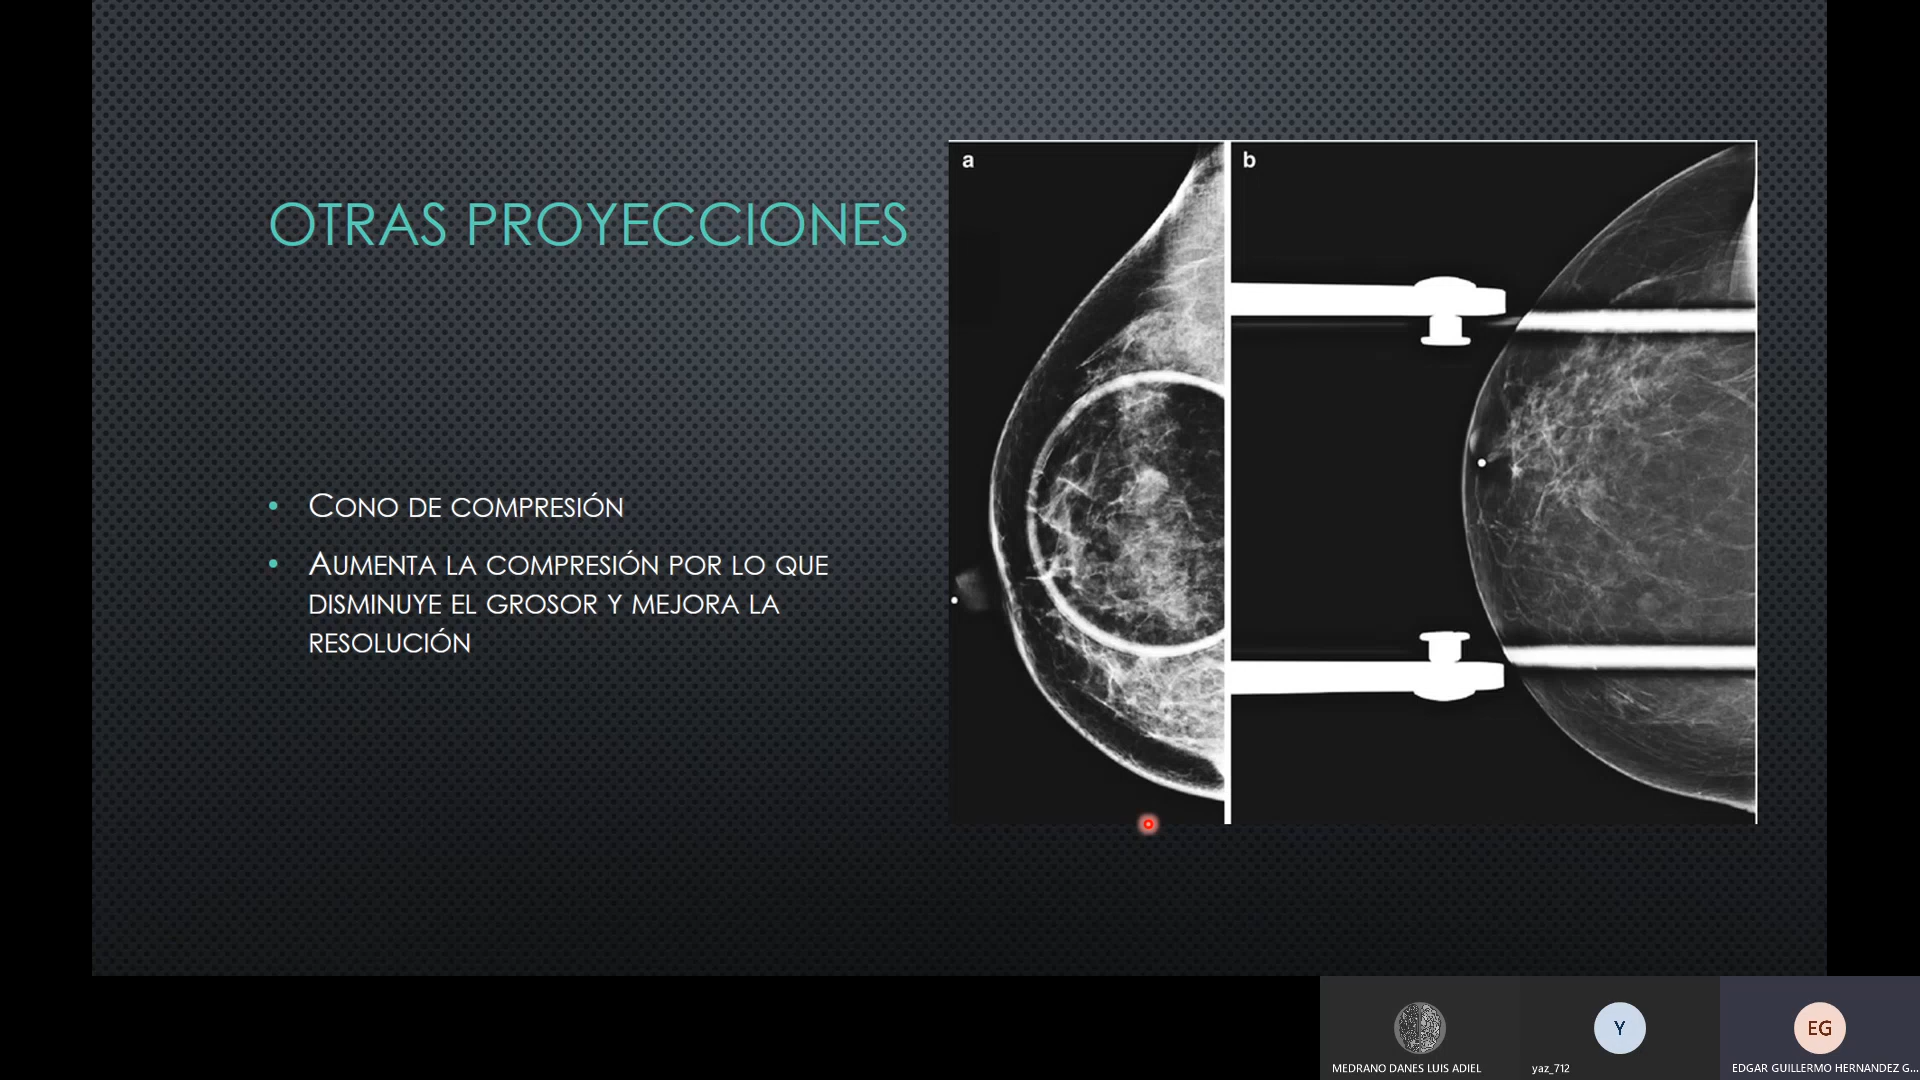 OTRAS PROYECCIONES
a
b
• CONO DE COMPRESIÓN
• AUMENTA LA COMPRESIÓN POR LO QUE
DISMINUYE EL GROSOR Y MEJORA LA
RESOLUCIÓN
Y
EG
MEDRANO DANES LUIS ADIEL
yaz_712
EDGAR GUILLERMO HERNANDEZ G...